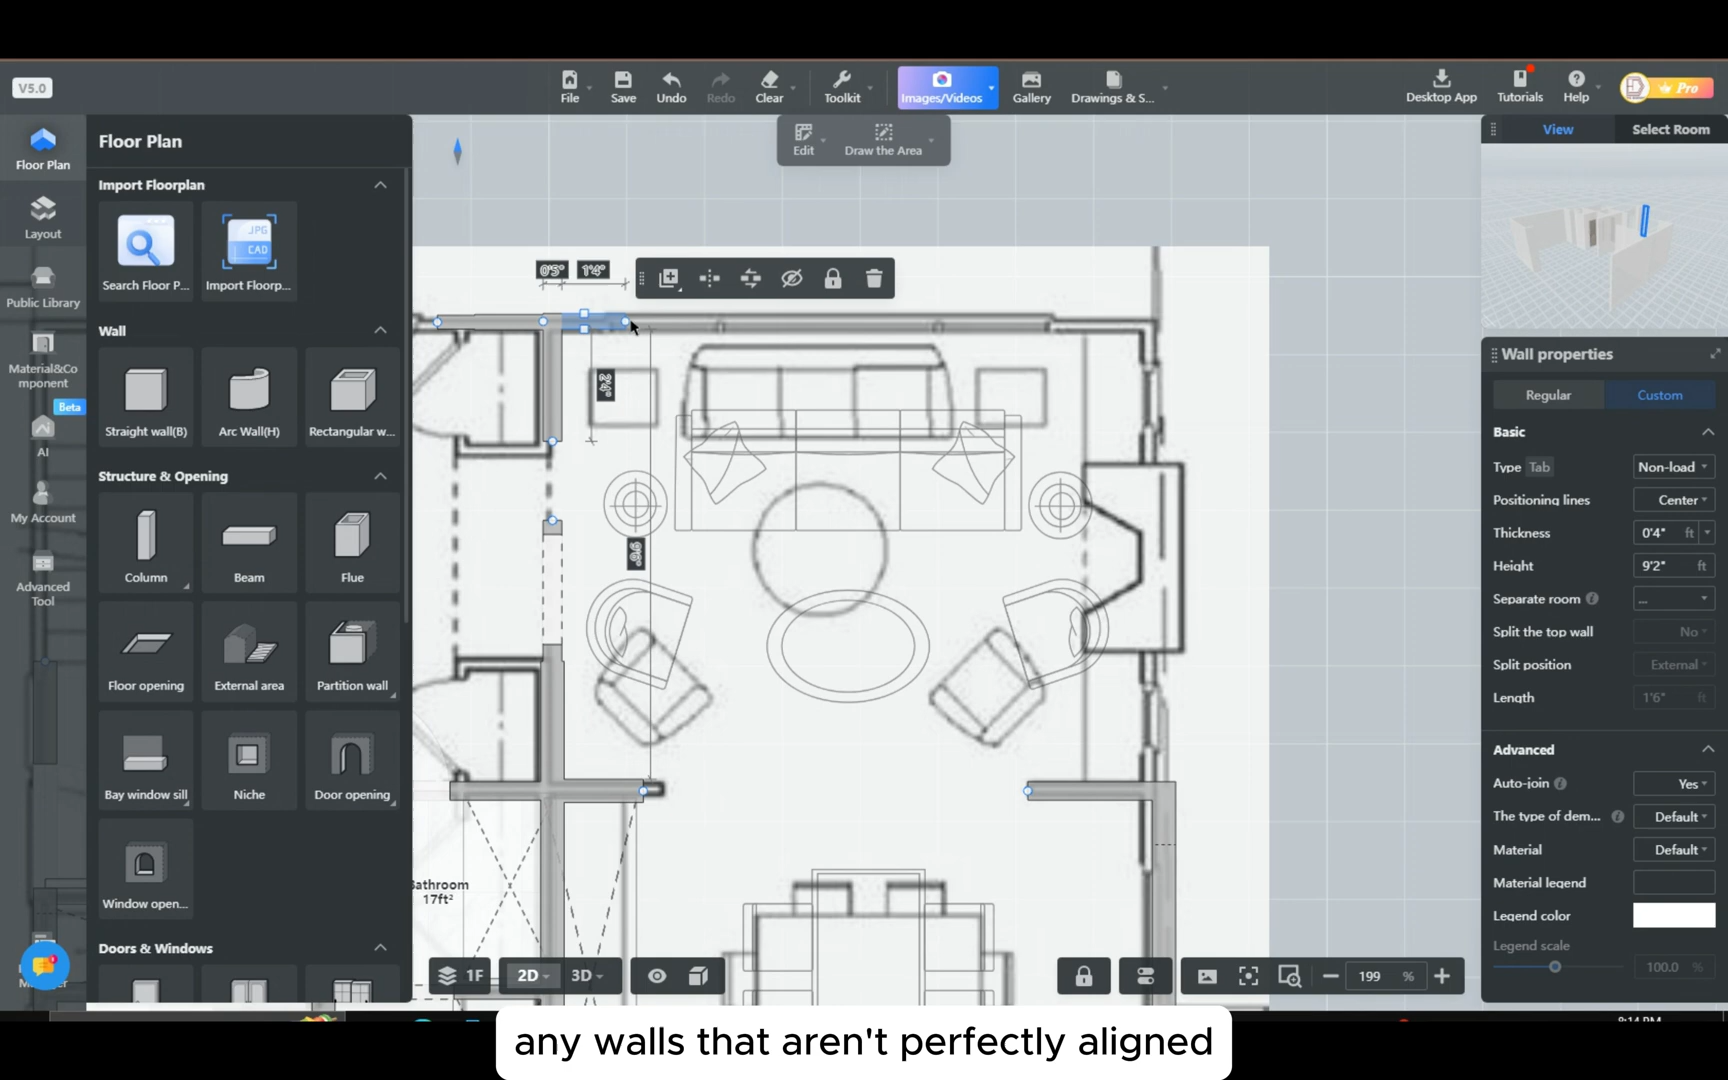 V5.0
File
Save
Undo
Redo
Clear
Toolkit
Images/Videos
Gallery
Drawings & S...
Desktop App
Tutorials
Help
Pro
Floor Plan
Layout
Public Library
Material&Co
mponent
Beta
AI
My Account
Advanced
Tool
Floor Plan
Import Floorplan
JPG
CAD
Search Floor P...
Import Floorp...
Wall
Straight wall(B)
Arc Wall(H)
Rectangular w...
Structure & Opening
Column
Beam
Flue
Floor opening
External area
Partition wall
Bay window sill
Niche
Door opening
Window open...
Doors & Windows
Edit
Draw the Area
0'5"
1'4"
Bathroom
17ft²
1F
2D
3D
199 %
View
Select Room
Wall properties
Regular
Custom
Basic
Type Tab
Non-load
Positioning lines
Center
Thickness
0'4" ft
Height
9'2" ft
Separate room
...
Split the top wall
No
Split position
External
Length
1'6" ft
Advanced
Auto-join
Yes
The type of dem...
Default
Material
Default
Material legend
Legend color
Legend scale
100.0 %
any walls that aren't perfectly aligned